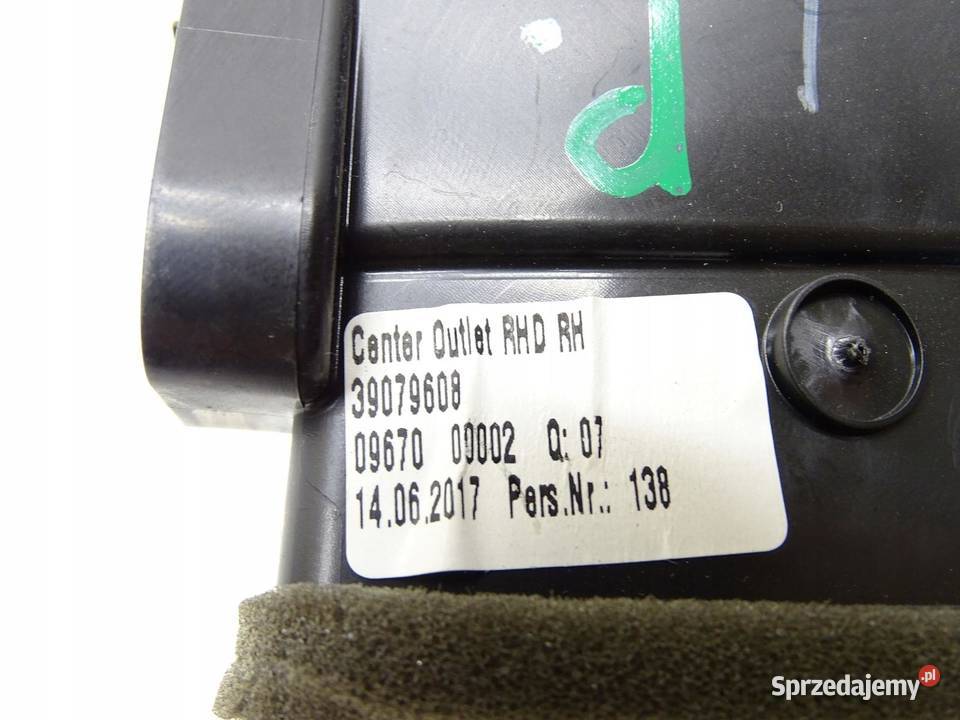 Center Outlet RHD RH
39079608
09670 00002 Q: 07
14.06.2017 Pers.Nr.: 138
Sprzedajemy.pl